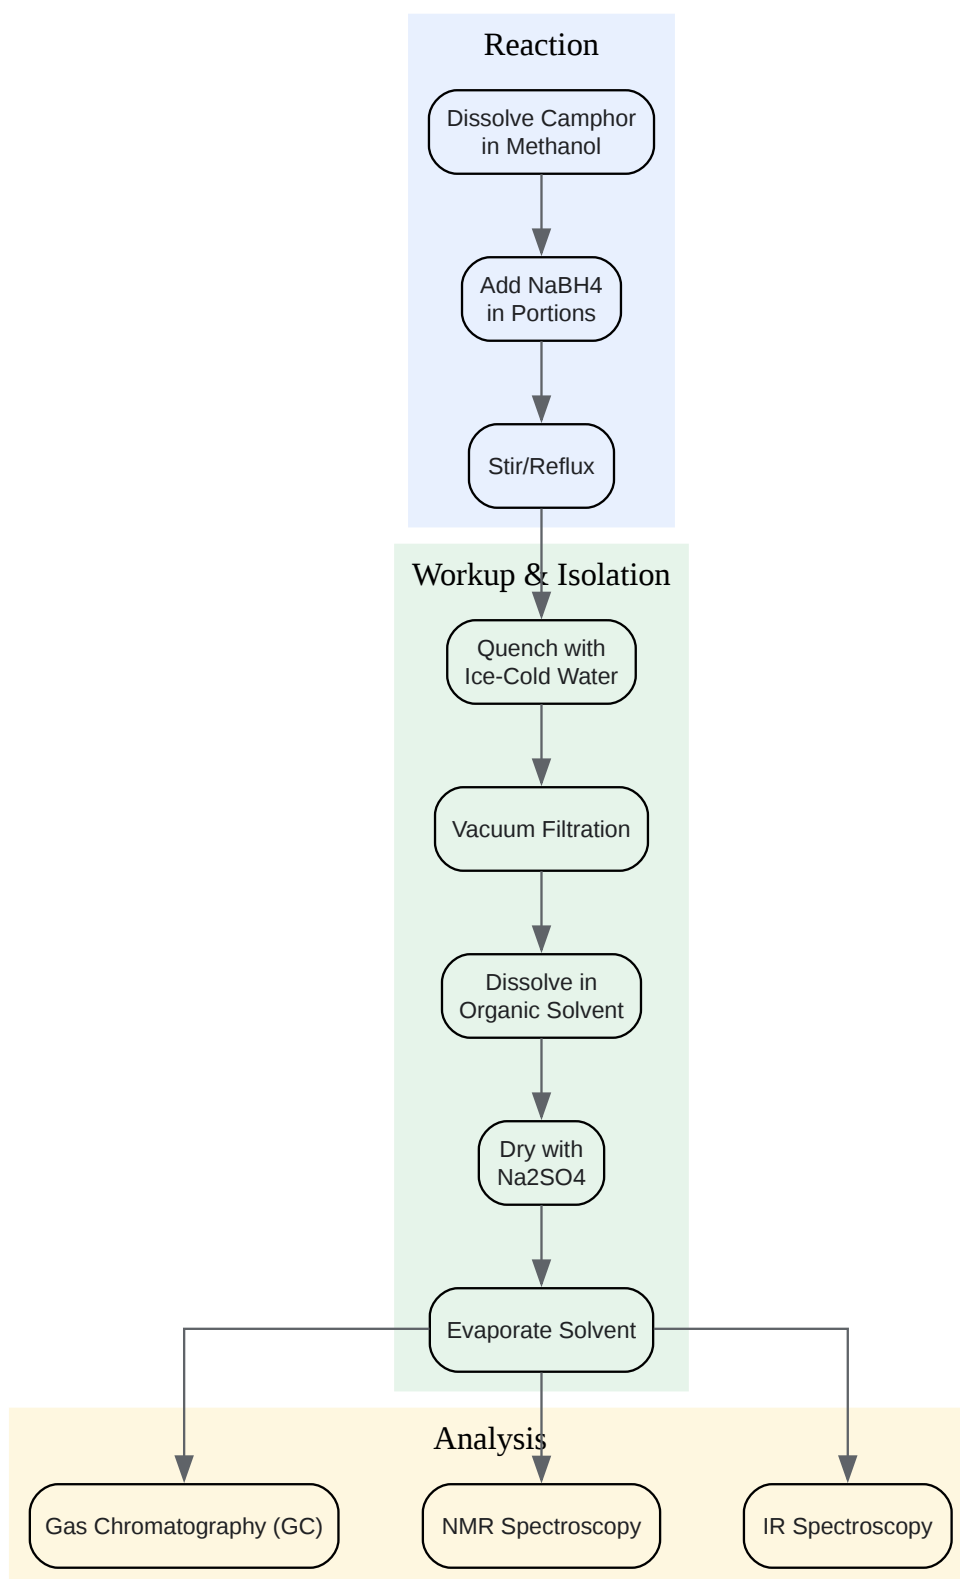 Reaction
Dissolve Camphor
in Methanol
Add NaBH4
in Portions
Stir/Reflux
Workup & Isolation
Quench with
Ice-Cold Water
Vacuum Filtration
Dissolve in
Organic Solvent
Dry with
Na2SO4
Evaporate Solvent
Analysis
Gas Chromatography (GC)
NMR Spectroscopy
IR Spectroscopy